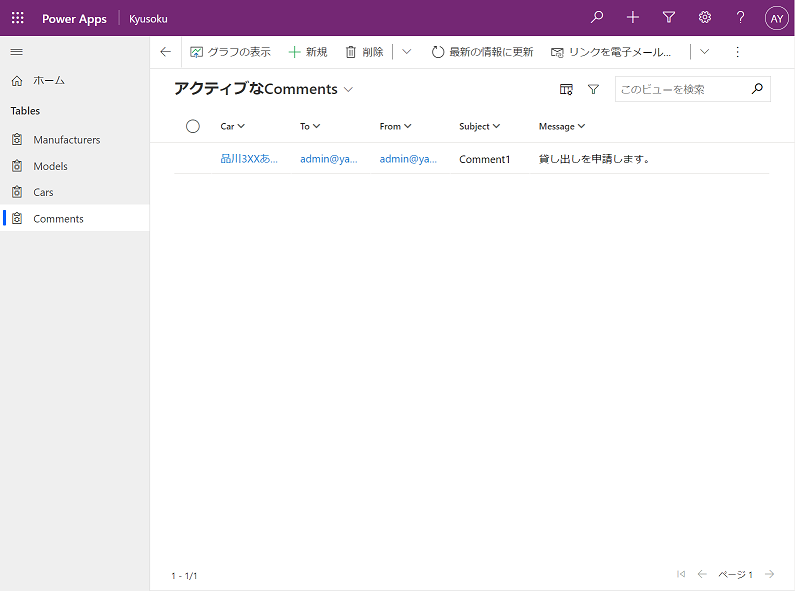 Power Apps Kyusoku AY
グラフの表示 新規 削除 最新の情報に更新 リンクを電子メール...
ホーム
Tables
Manufacturers
Models
Cars
Comments
アクティブなComments このビューを検索
Car To From Subject Message
品川3XXあ... admin@ya... admin@ya... Comment1 貸し出しを申請します。
1 - 1/1 ページ 1